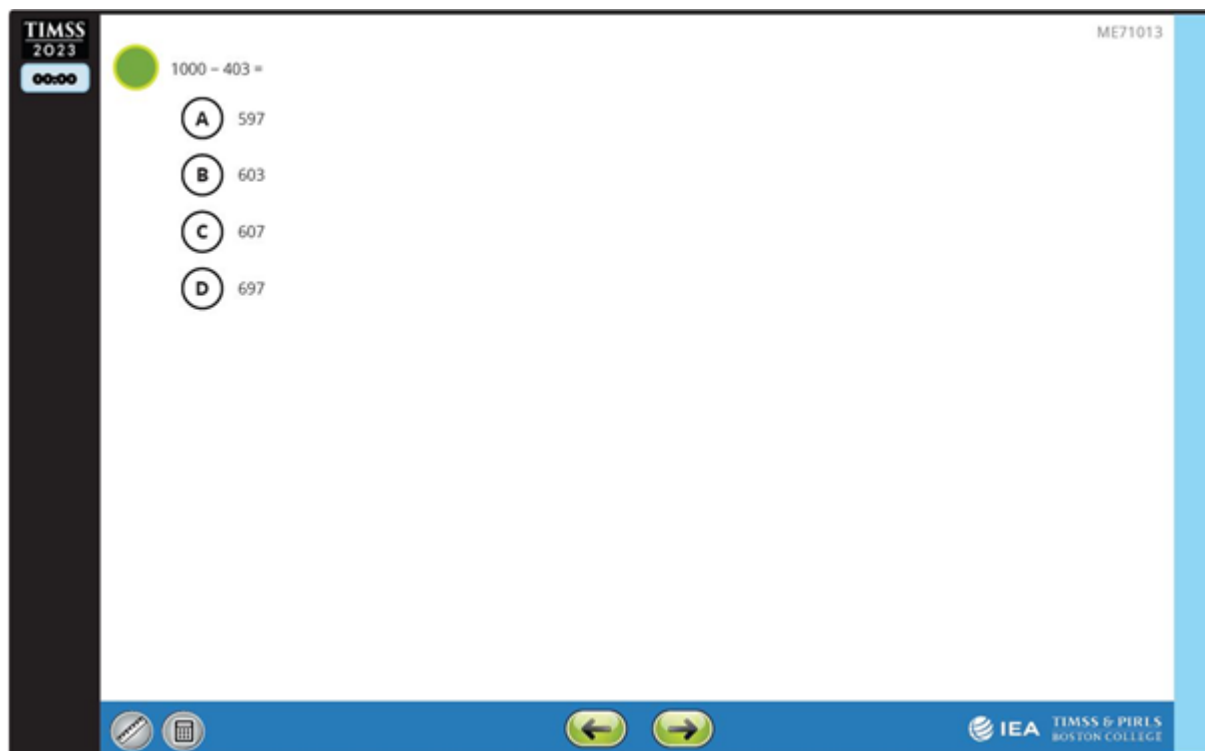 TIMSS
2023
00:00
ME71013
1000 – 403 =
A 597
B 603
C 607
D 697
IEA
TIMSS & PIRLS
BOSTON COLLEGE